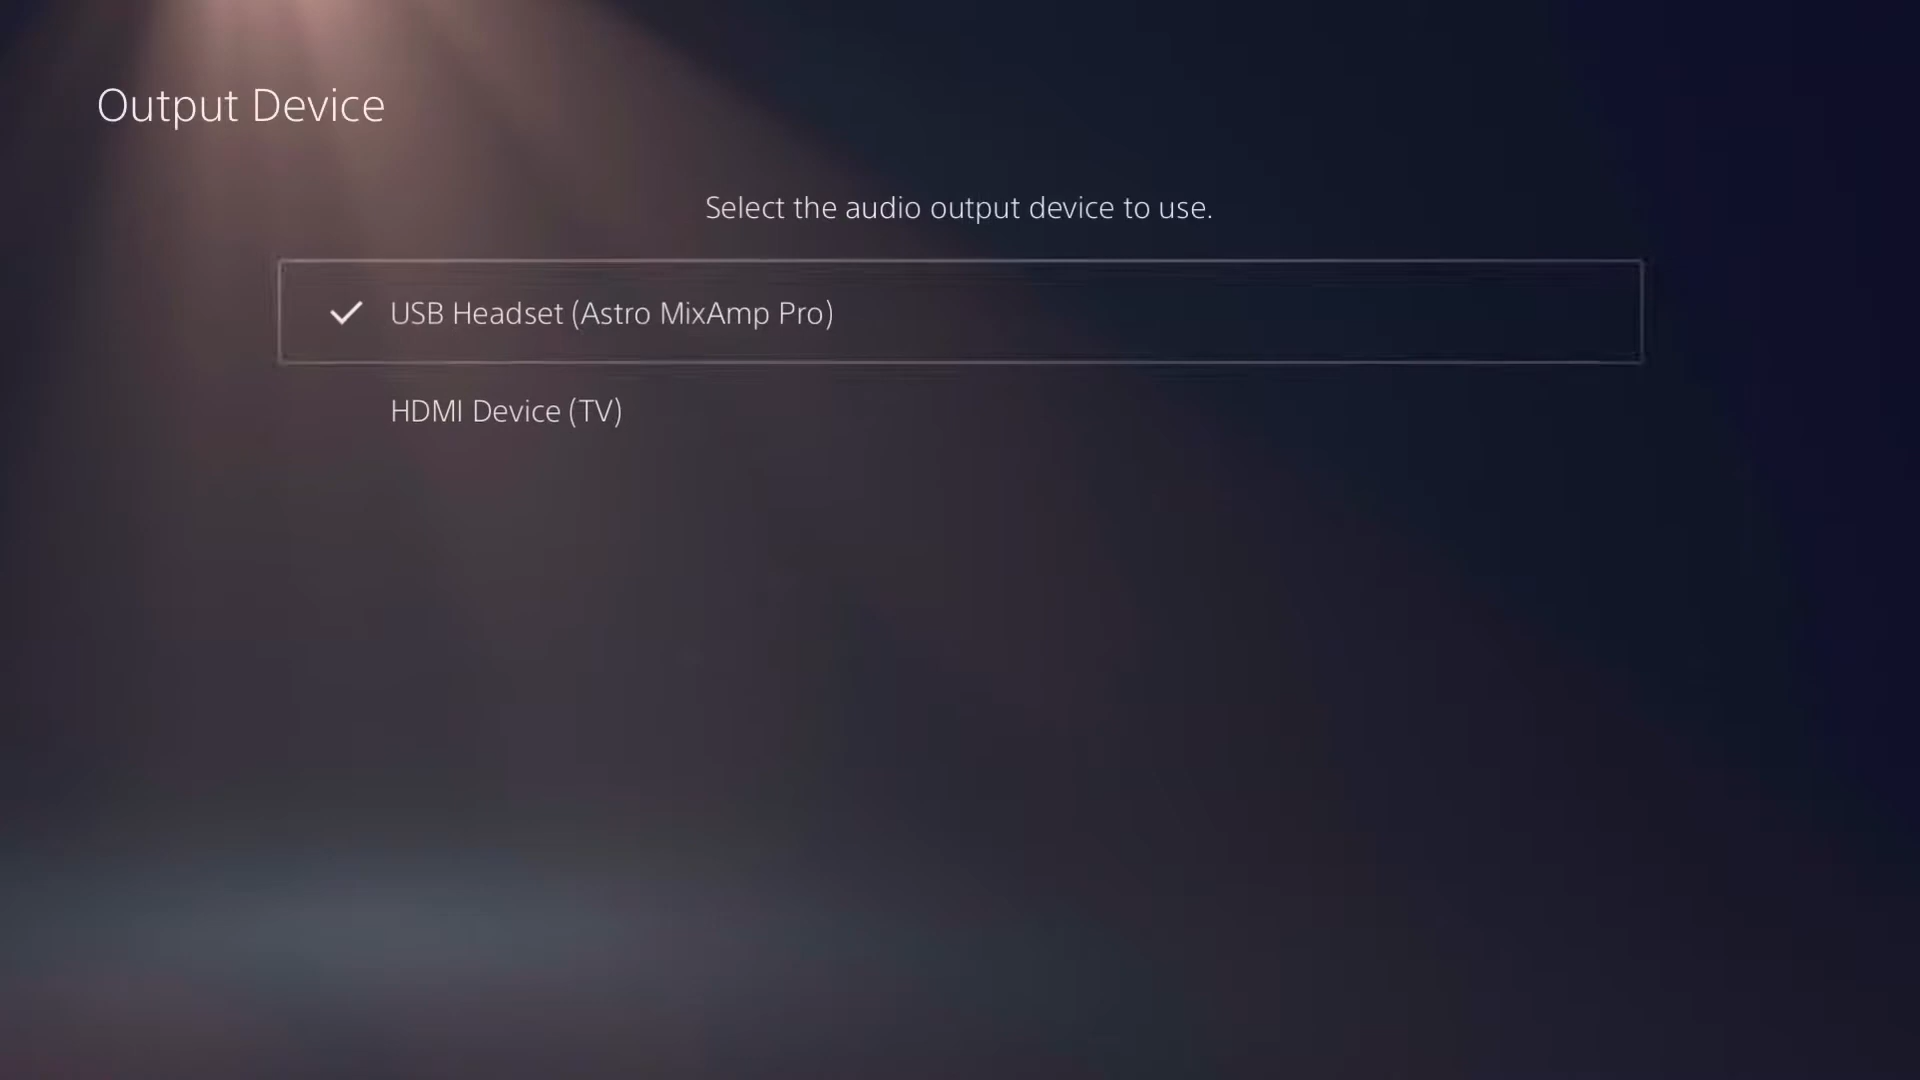 Output Device
Select the audio output device to use.
USB Headset (Astro MixAmp Pro)
HDMI Device (TV)